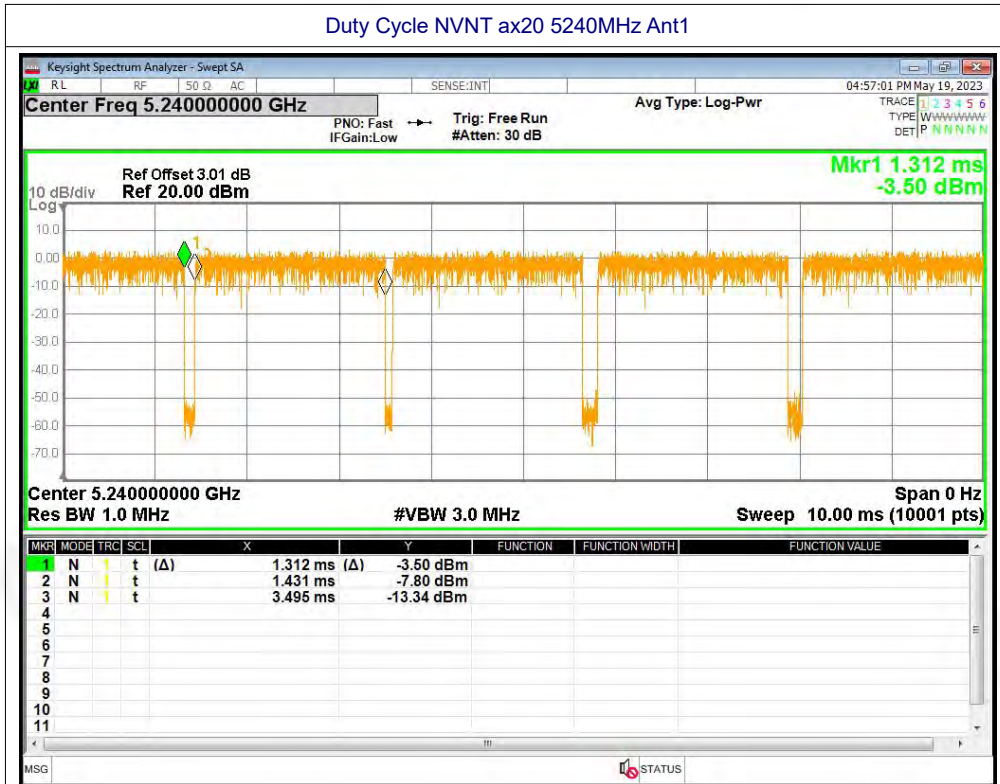 Duty Cycle NVNT ax20 5240MHz Ant1
Keysight Spectrum Analyzer - Swept SA
LXI RL RF 50 Ω AC SENSE:INT 04:57:01 PM May 19, 2023
Center Freq 5.240000000 GHz Avg Type: Log-Pwr TRACE 1 2 3 4 5 6
PNO: Fast Trig: Free Run TYPE WWWWWWW
IFGain:Low #Atten: 30 dB DET P N N N N N
Mkr1 1.312 ms
-3.50 dBm
Ref Offset 3.01 dB
10 dB/div Ref 20.00 dBm
Log
10.0
0.00
-10.0
-20.0
-30.0
-40.0
-50.0
-60.0
-70.0
1 2
Center 5.240000000 GHz Span 0 Hz
Res BW 1.0 MHz #VBW 3.0 MHz Sweep 10.00 ms (10001 pts)
MKR MODE TRC SCL X Y FUNCTION FUNCTION WIDTH FUNCTION VALUE
1 N 1 t (Δ) 1.312 ms (Δ) -3.50 dBm
2 N 1 t 1.431 ms -7.80 dBm
3 N 1 t 3.495 ms -13.34 dBm
4
5
6
7
8
9
10
11
MSG STATUS